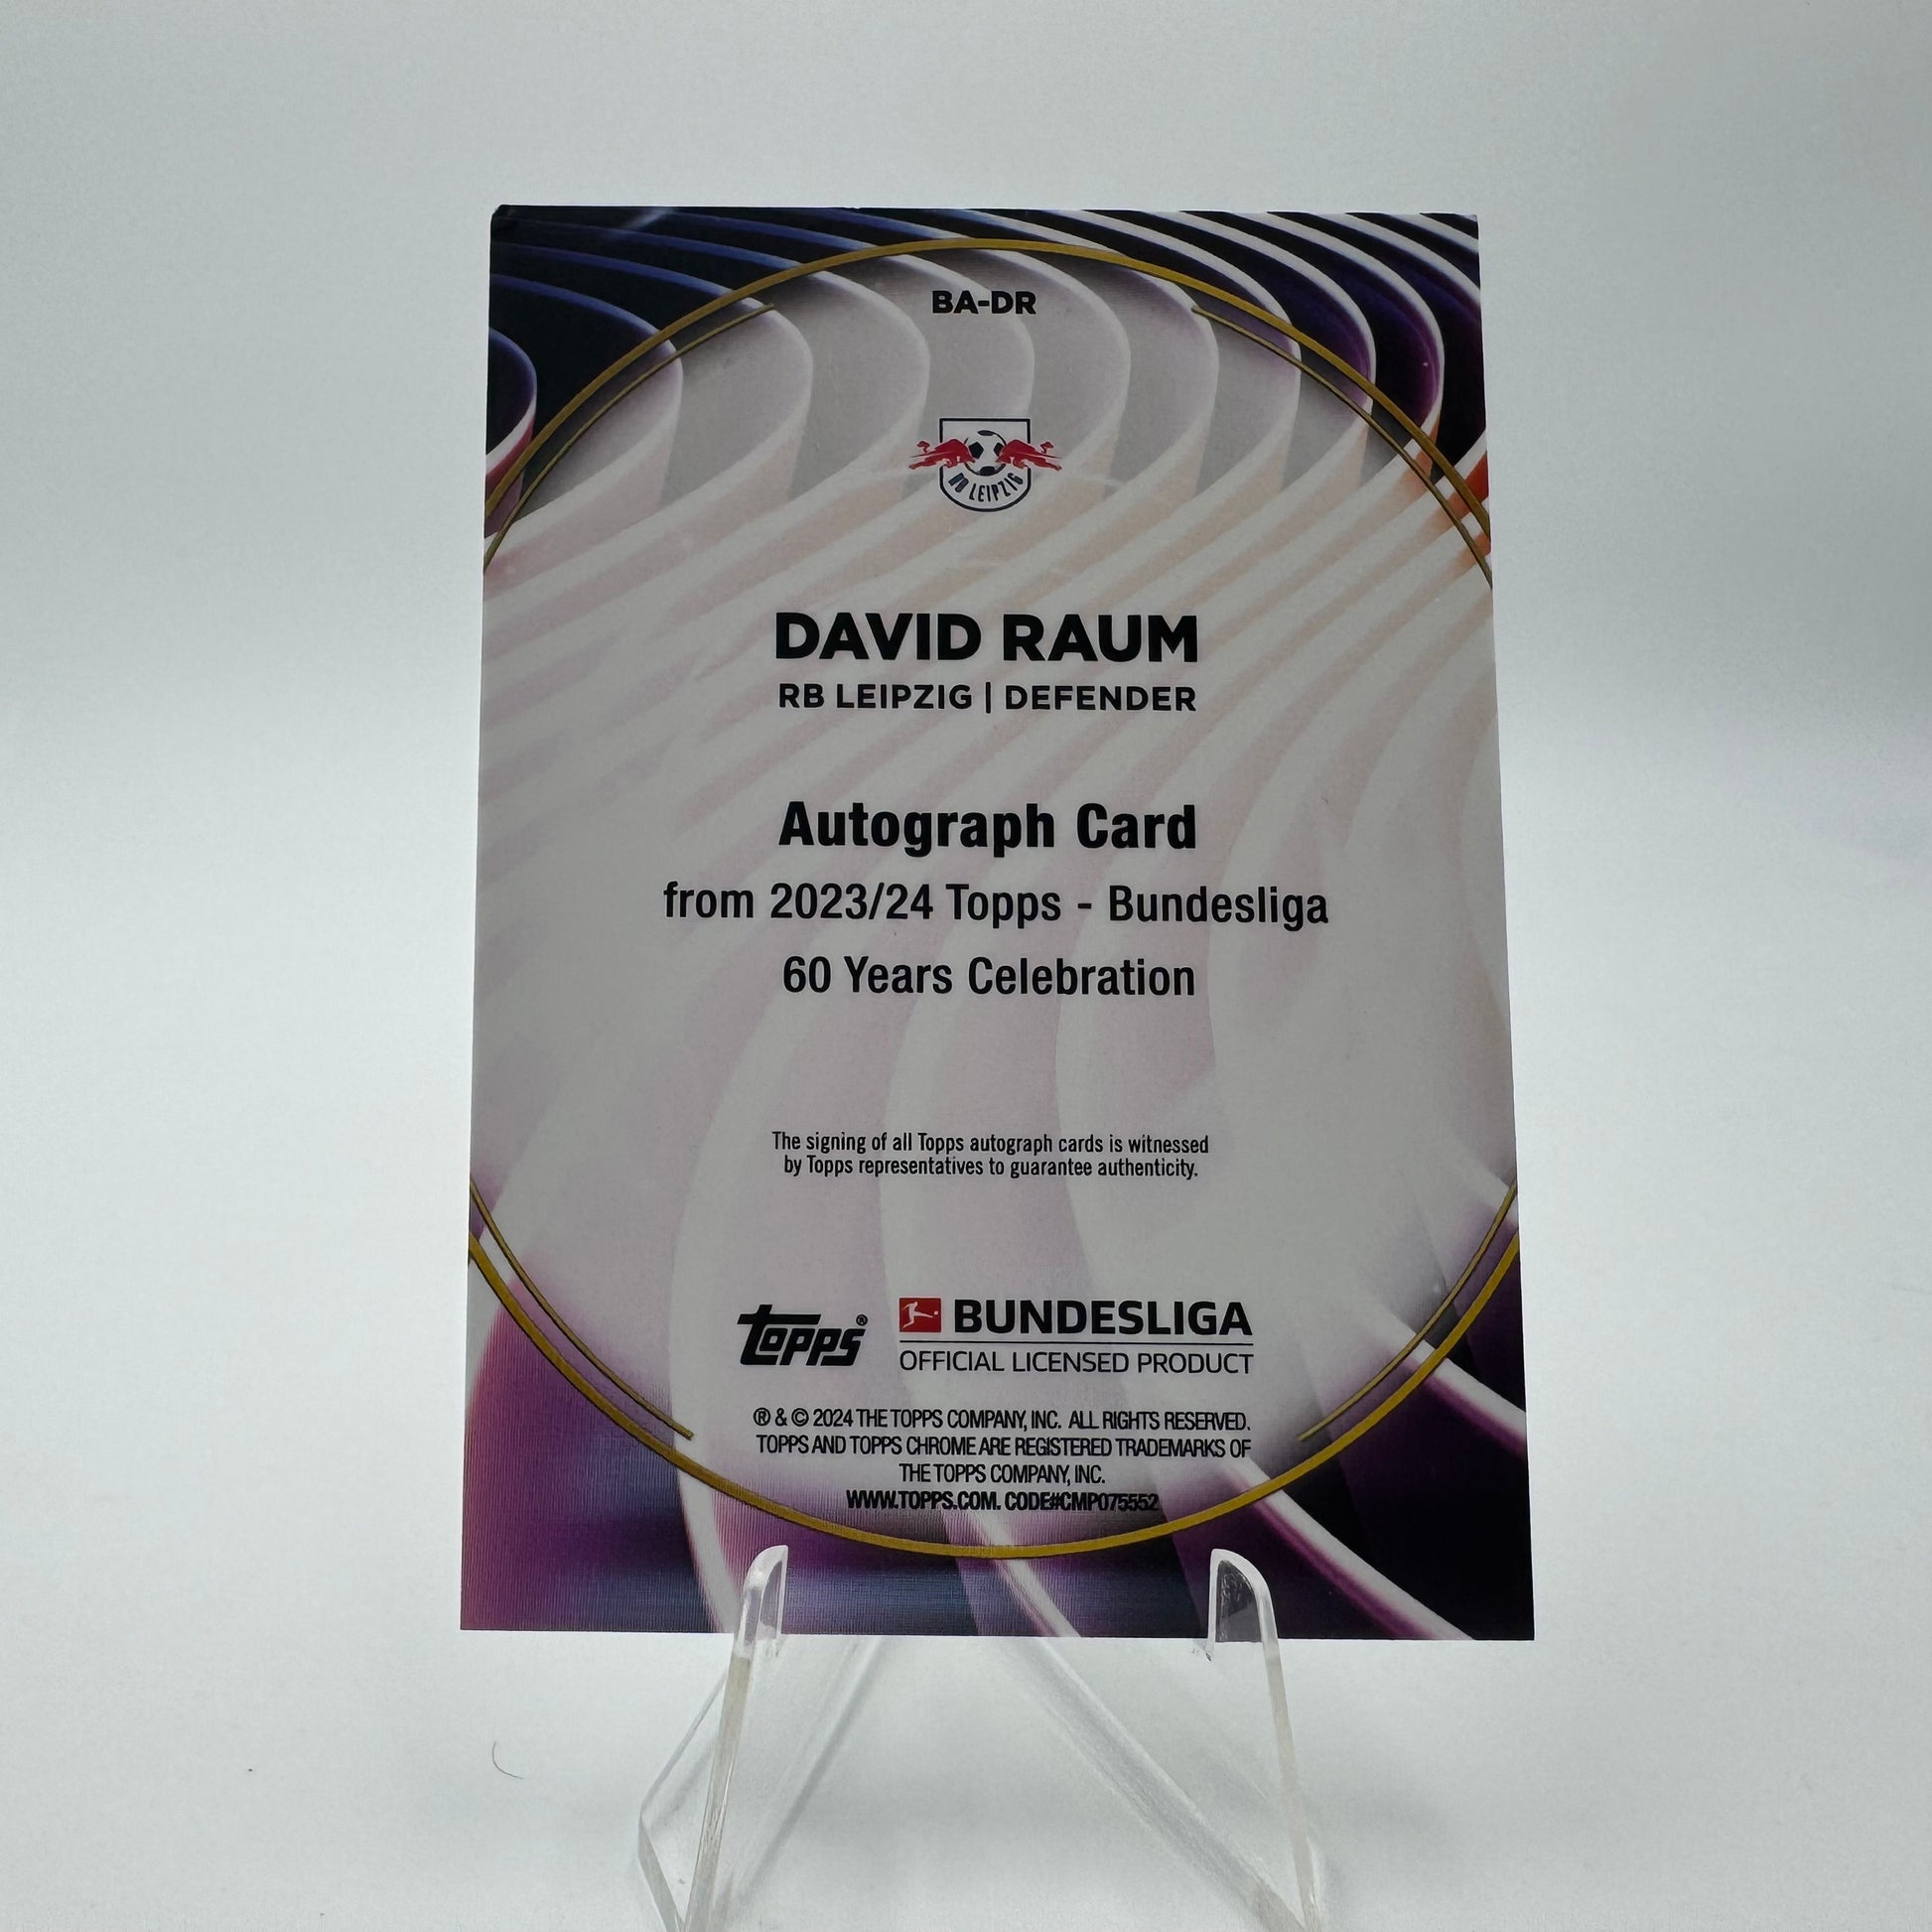 BA-DR
RB LEIPZIG
DAVID RAUM
RB LEIPZIG | DEFENDER
Autograph Card
from 2023/24 Topps - Bundesliga
60 Years Celebration
The signing of all Topps autograph cards is witnessed
by Topps representatives to guarantee authenticity.
topps®
BUNDESLIGA
OFFICIAL LICENSED PRODUCT
® & © 2024 THE TOPPS COMPANY, INC. ALL RIGHTS RESERVED.
TOPPS AND TOPPS CHROME ARE REGISTERED TRADEMARKS OF
THE TOPPS COMPANY, INC.
WWW.TOPPS.COM. CODE#CMP075552